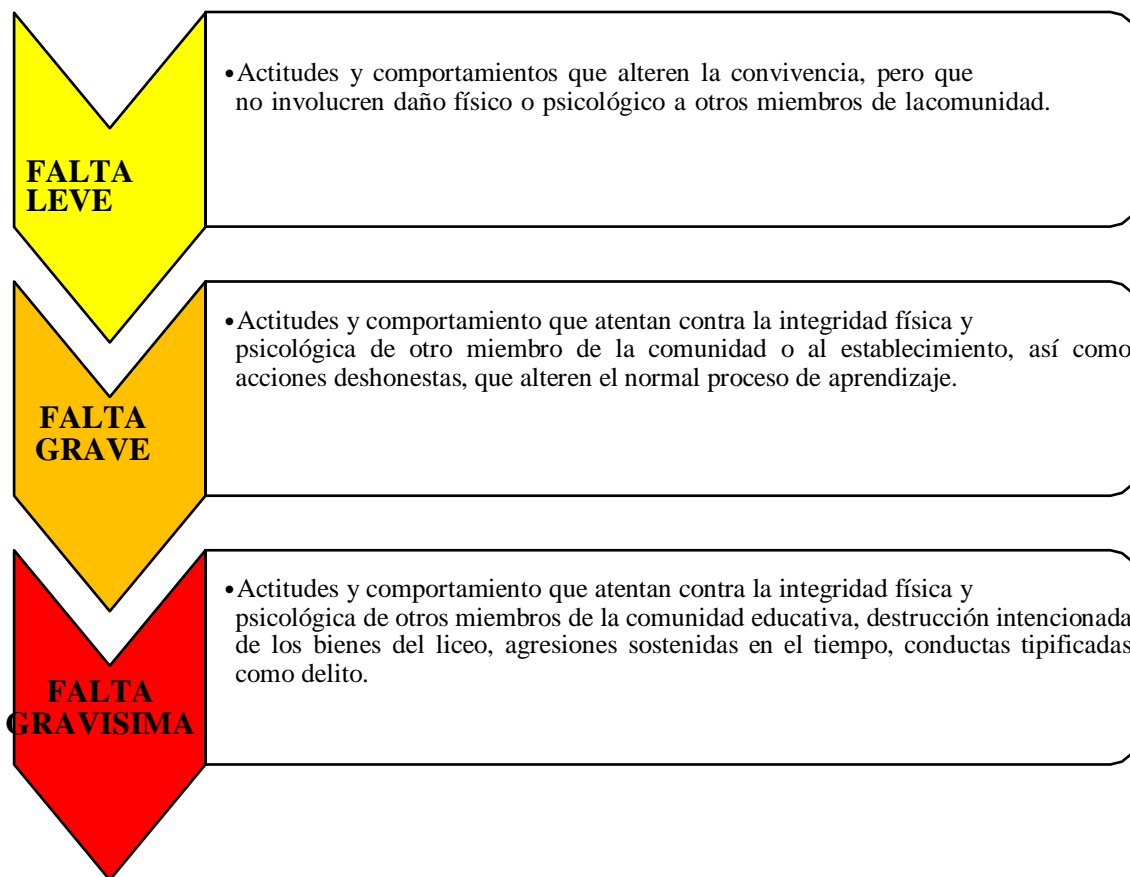 •Actitudes y comportamientos que alteren la convivencia, pero que
no involucren daño físico o psicológico a otros miembros de lacomunidad.
FALTA
LEVE
•Actitudes y comportamiento que atentan contra la integridad física y
psicológica de otro miembro de la comunidad o al establecimiento, así como
acciones deshonestas, que alteren el normal proceso de aprendizaje.
FALTA
GRAVE
•Actitudes y comportamiento que atentan contra la integridad física y
psicológica de otros miembros de la comunidad educativa, destrucción intencionada
de los bienes del liceo, agresiones sostenidas en el tiempo, conductas tipificadas
como delito.
FALTA
GRAVISIMA